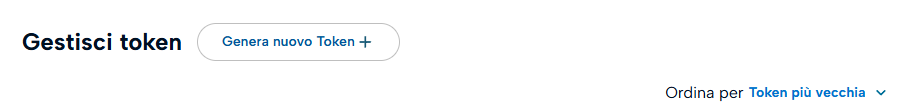 Gestisci token
Genera nuovo Token +
Ordina per Token più vecchia